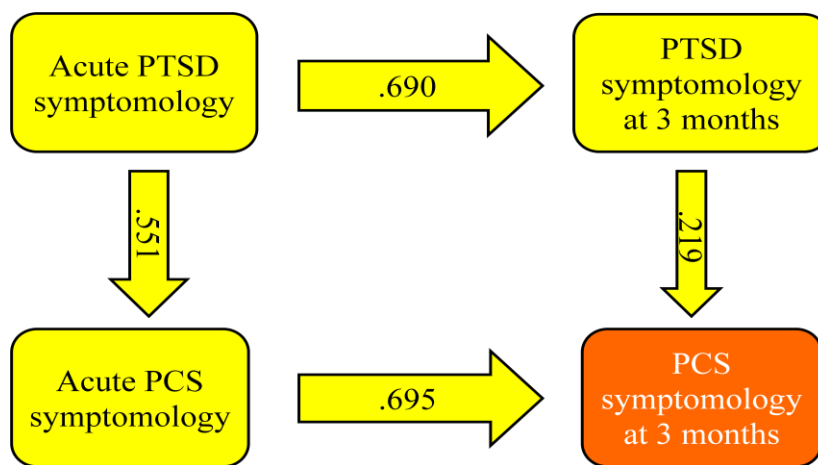 Acute PTSD
symptomology
.690
PTSD
symptomology
at 3 months
.551
.219
Acute PCS
symptomology
.695
PCS
symptomology
at 3 months